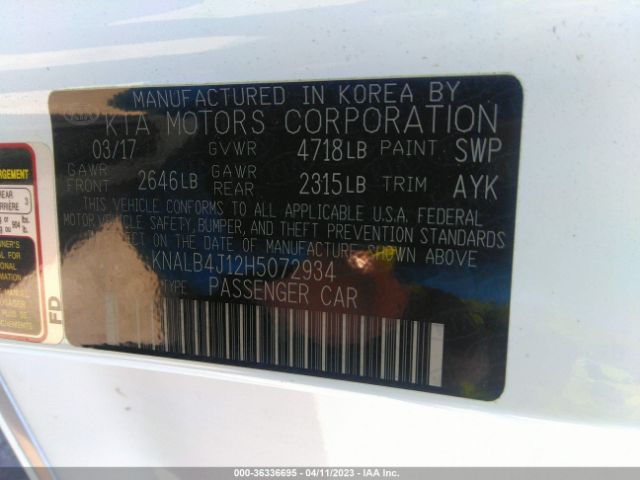 MANUFACTURED IN KOREA BY
KIA MOTORS CORPORATION
03/17 GVWR 4718LB PAINT SWP
GAWR FRONT 2646LB GAWR REAR 2315LB TRIM AYK
THIS VEHICLE CONFORMS TO ALL APPLICABLE U.S.A. FEDERAL
MOTOR VEHICLE SAFETY, BUMPER, AND THEFT PREVENTION STANDARDS
IN EFFECT ON THE DATE OF MANUFACTURE SHOWN ABOVE
KNALB4J12H5072934
TYPE PASSENGER CAR
FD
000-36336695 - 04/11/2023 - IAA Inc.